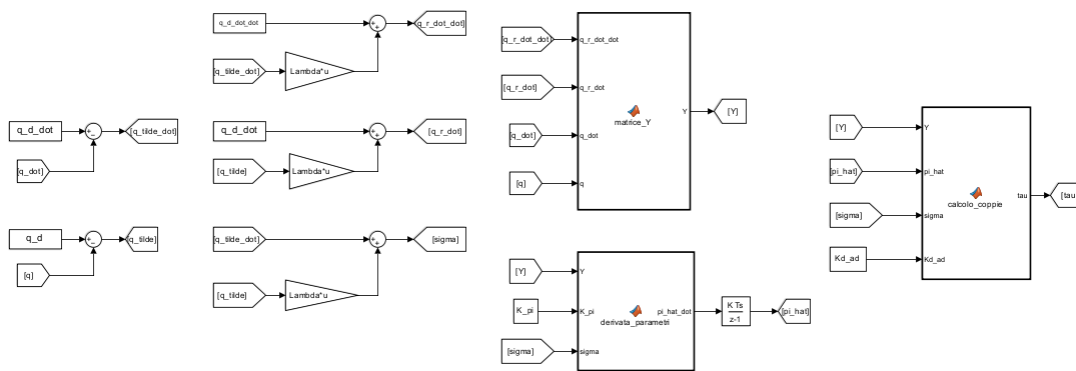 q_d_dot
[q_dot]
+
−
[q_tilde_dot]
q_d
[q]
+
−
[q_tilde]
q_d_dot_dot
[q_tilde_dot]
Lambda*u
+
+
[q_r_dot_dot]
q_d_dot
[q_tilde]
Lambda*u
+
+
[q_r_dot]
[q_tilde_dot]
[q_tilde]
Lambda*u
+
+
[sigma]
[q_r_dot_dot]
[q_r_dot]
[q_dot]
[q]
q_r_dot_dot
q_r_dot
q_dot
q
matrice_Y
Y
[Y]
[Y]
K_pi
[sigma]
Y
K_pi
sigma
derivata_parametri
pi_hat_dot
K Ts
z-1
[pi_hat]
[Y]
[pi_hat]
[sigma]
Kd_ad
Y
pi_hat
sigma
Kd_ad
calcolo_coppie
tau
[tau